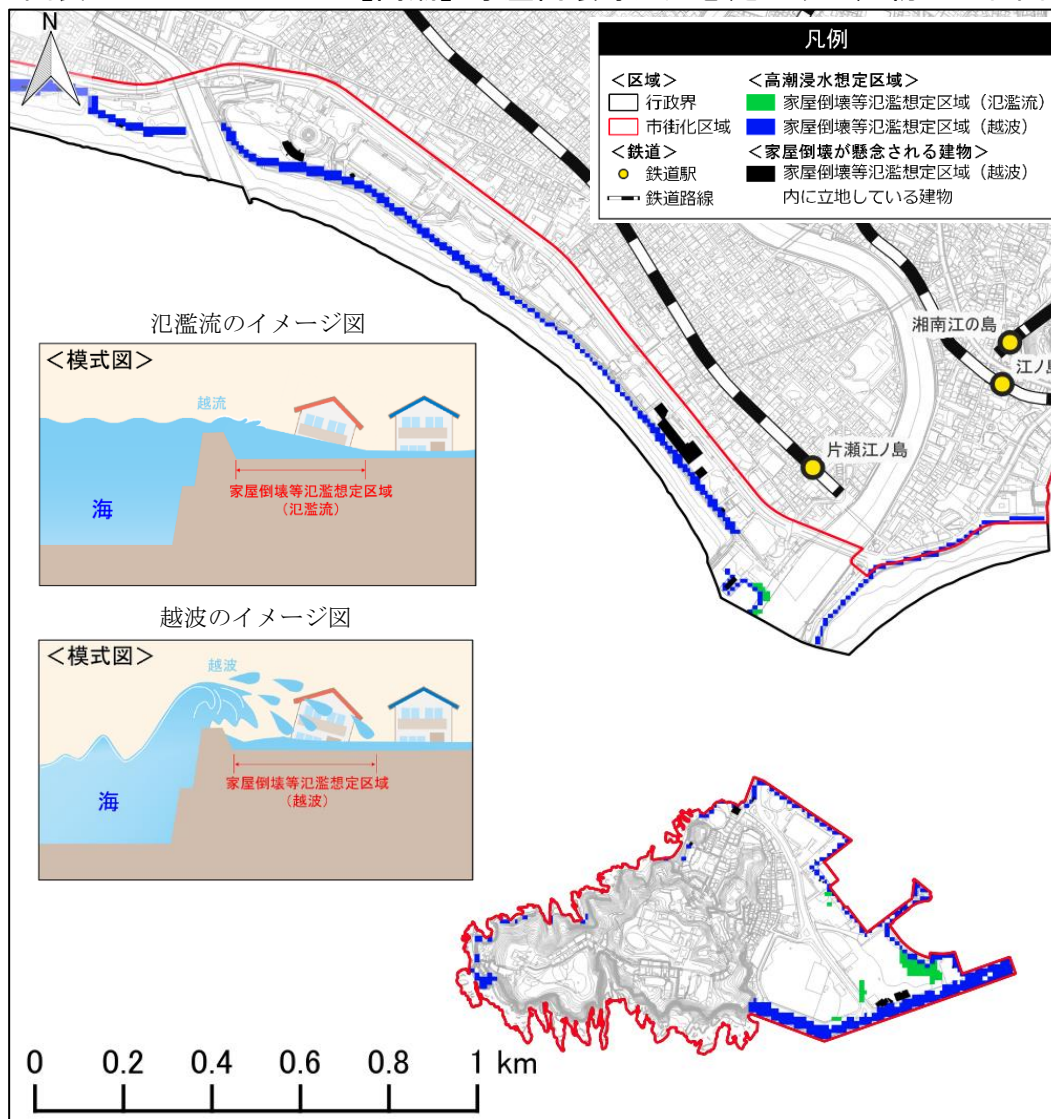 N
凡例
<区域>
行政界
市街化区域
<鉄道>
鉄道駅
鉄道路線
<高潮浸水想定区域>
家屋倒壊等氾濫想定区域(氾濫流)
家屋倒壊等氾濫想定区域(越波)
<家屋倒壊が懸念される建物>
家屋倒壊等氾濫想定区域(越波)
内に立地している建物
湘南江の島
江ノ島
片瀬江ノ島
氾濫流のイメージ図
<模式図>
越流
海
家屋倒壊等氾濫想定区域
(氾濫流)
越波のイメージ図
<模式図>
越波
海
家屋倒壊等氾濫想定区域
(越波)
0 0.2 0.4 0.6 0.8 1 km